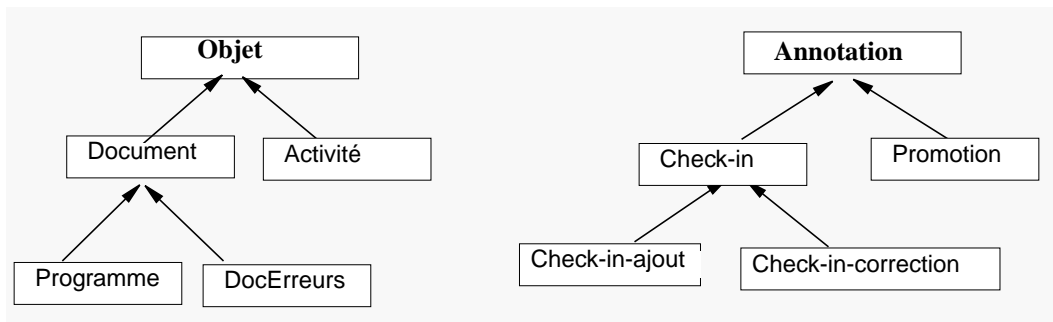 Objet
Annotation
Document
Activité
Check-in
Promotion
Programme
DocErreurs
Check-in-ajout
Check-in-correction